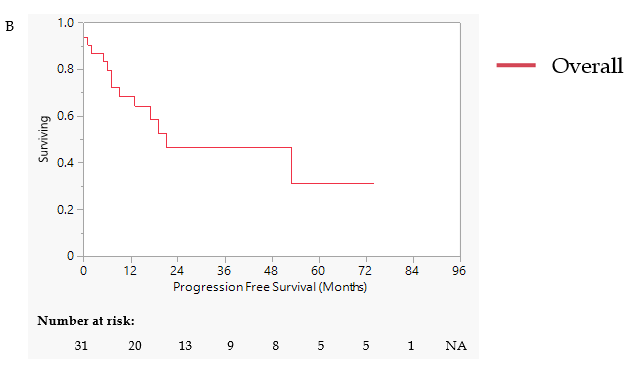 B
Overall
Surviving
1.0
0.8
0.6
0.4
0.2
0
0 12 24 36 48 60 72 84 96
Progression Free Survival (Months)
Number at risk:
31 20 13 9 8 5 5 1 NA